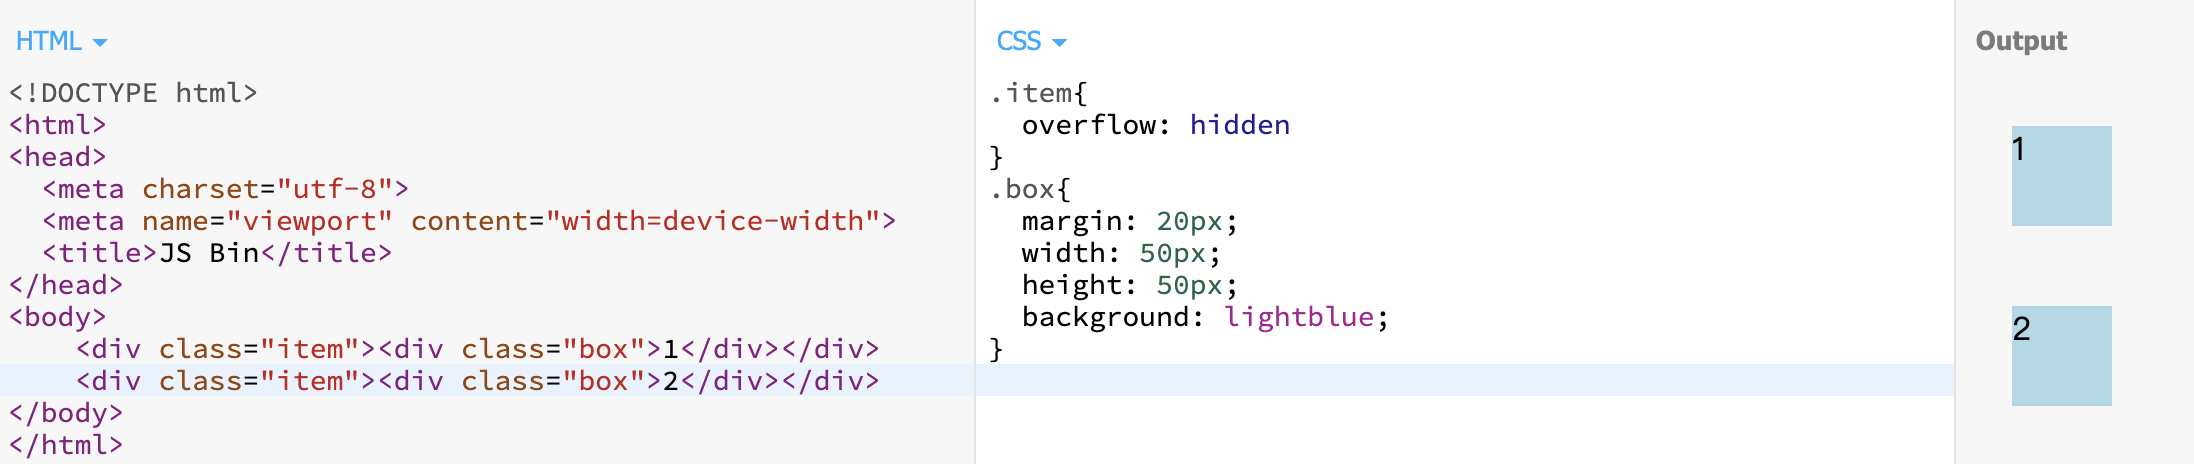 HTML
<!DOCTYPE html>
<html>
<head>
  <meta charset="utf-8">
  <meta name="viewport" content="width=device-width">
  <title>JS Bin</title>
</head>
<body>
    <div class="item"><div class="box">1</div></div>
    <div class="item"><div class="box">2</div></div>
</body>
</html>
CSS
.item{
  overflow: hidden
}
.box{
  margin: 20px;
  width: 50px;
  height: 50px;
  background: lightblue;
}
Output
1
2